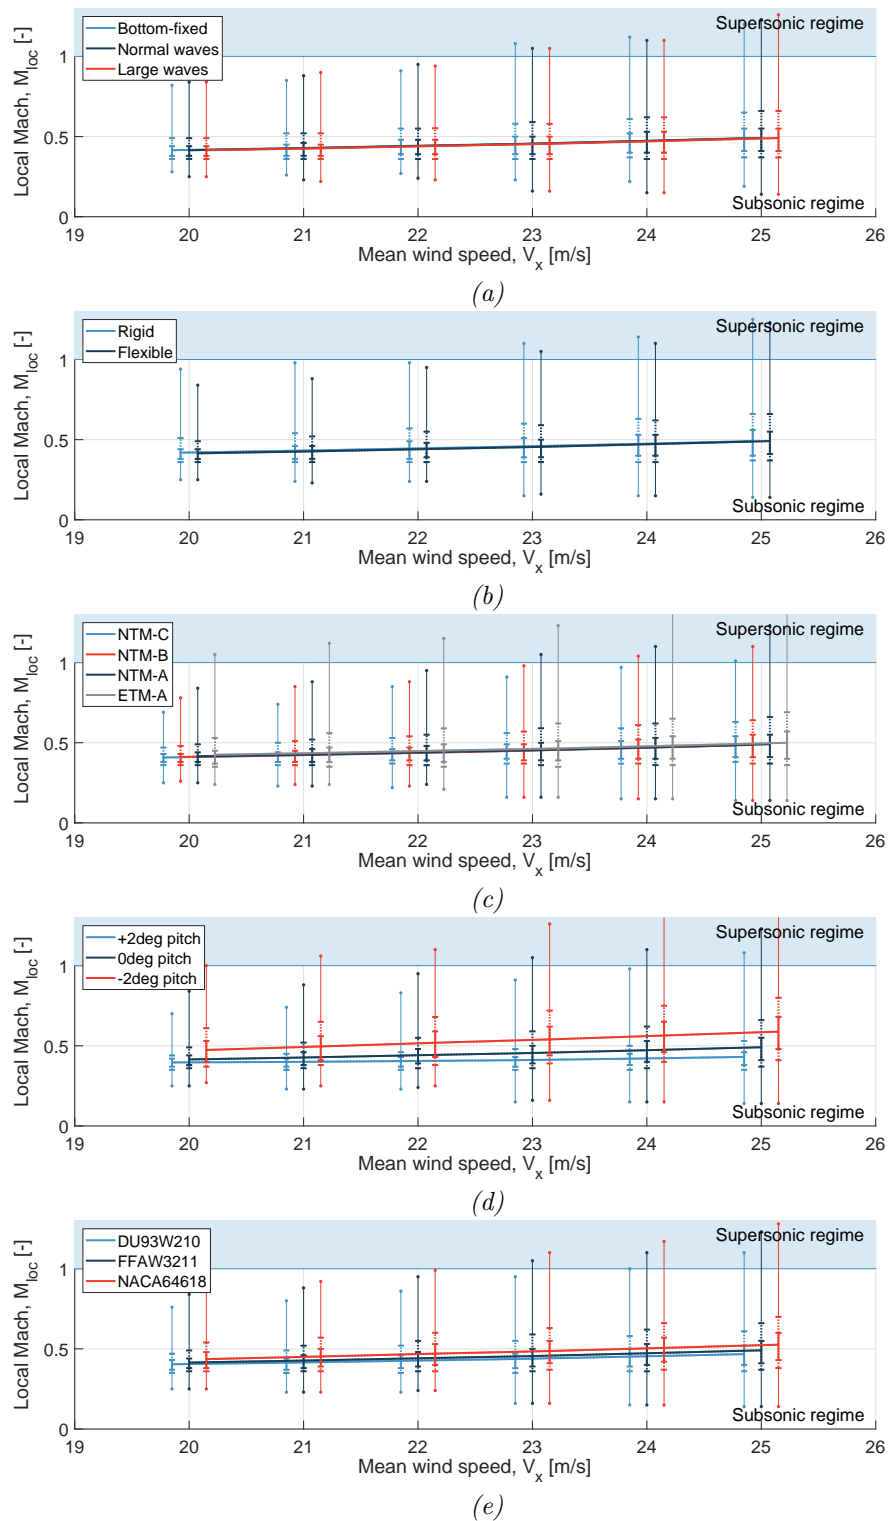 Supersonic regime
Bottom-fixed
Normal waves
Large waves
Local Mach, M_loc [-]
1
0.5
0
Subsonic regime
19 20 21 22 23 24 25 26
Mean wind speed, V_x [m/s]
(a)
Supersonic regime
Rigid
Flexible
Local Mach, M_loc [-]
1
0.5
0
Subsonic regime
19 20 21 22 23 24 25 26
Mean wind speed, V_x [m/s]
(b)
Supersonic regime
NTM-C
NTM-B
NTM-A
ETM-A
Local Mach, M_loc [-]
1
0.5
0
Subsonic regime
19 20 21 22 23 24 25 26
Mean wind speed, V_x [m/s]
(c)
Supersonic regime
+2deg pitch
0deg pitch
-2deg pitch
Local Mach, M_loc [-]
1
0.5
0
Subsonic regime
19 20 21 22 23 24 25 26
Mean wind speed, V_x [m/s]
(d)
Supersonic regime
DU93W210
FFAW3211
NACA64618
Local Mach, M_loc [-]
1
0.5
0
Subsonic regime
19 20 21 22 23 24 25 26
Mean wind speed, V_x [m/s]
(e)